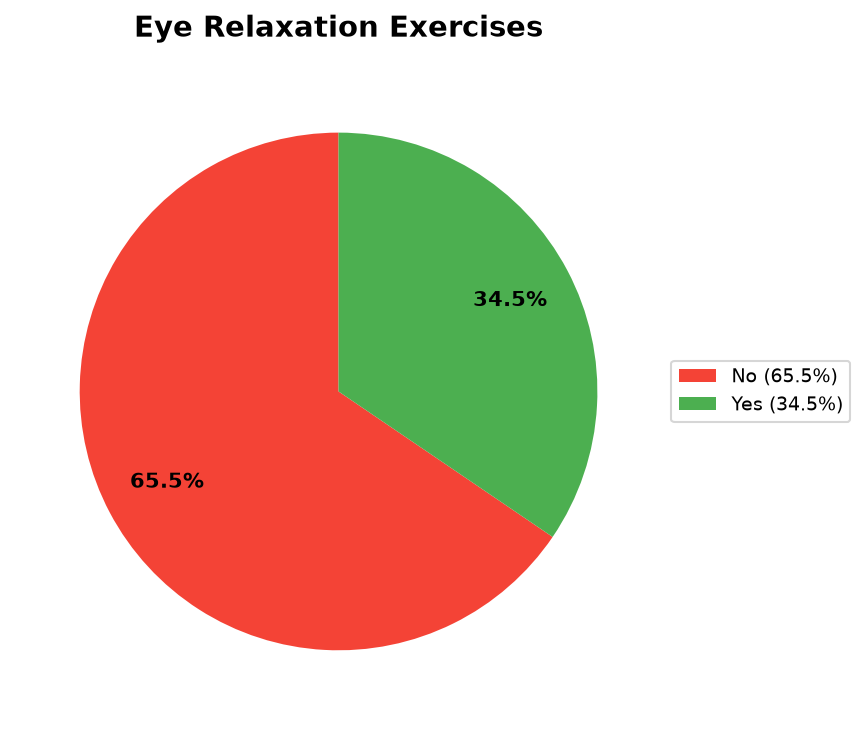 Eye Relaxation Exercises
34.5%
65.5%
No (65.5%)
Yes (34.5%)